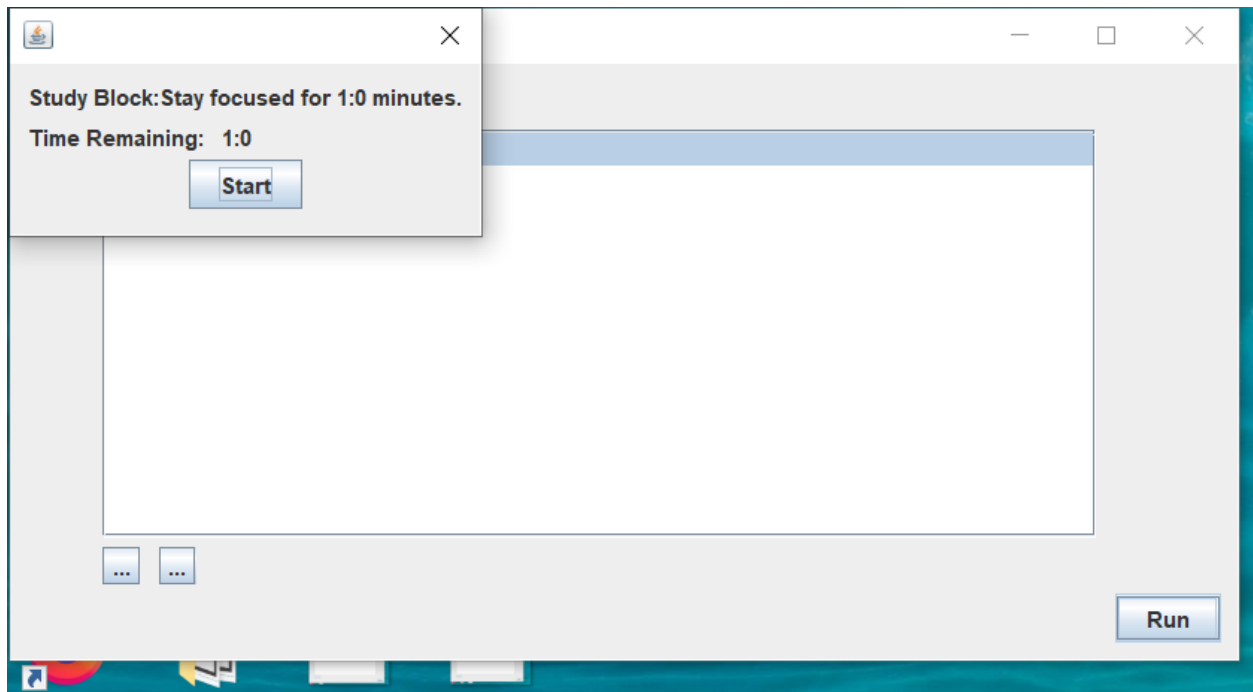 Study Block:Stay focused for 1:0 minutes.
Time Remaining: 1:0
Start
... ...
Run